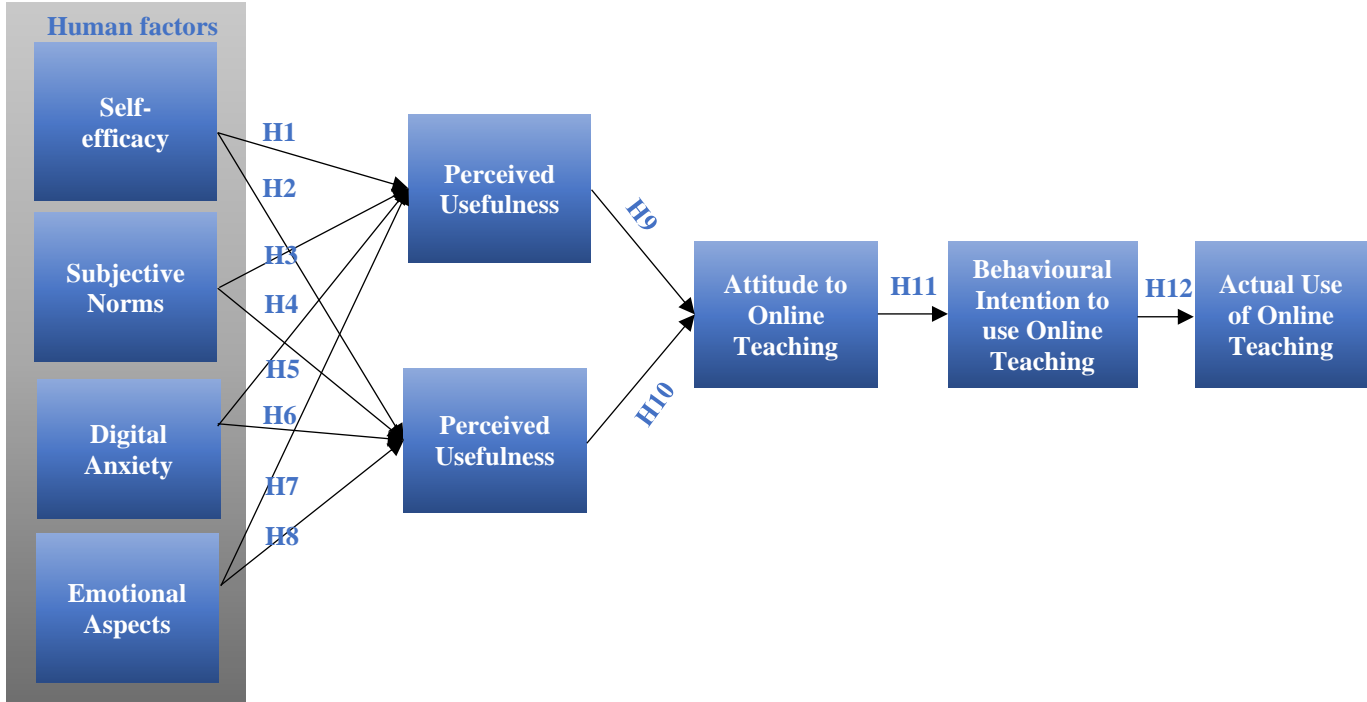 Human factors
Self-
efficacy
Subjective
Norms
Digital
Anxiety
Emotional
Aspects
H1
H2
H3
H4
H5
H6
H7
H8
Perceived
Usefulness
Perceived
Usefulness
H9
H10
Attitude to
Online
Teaching
H11
Behavioural
Intention to
use Online
Teaching
H12
Actual Use
of Online
Teaching